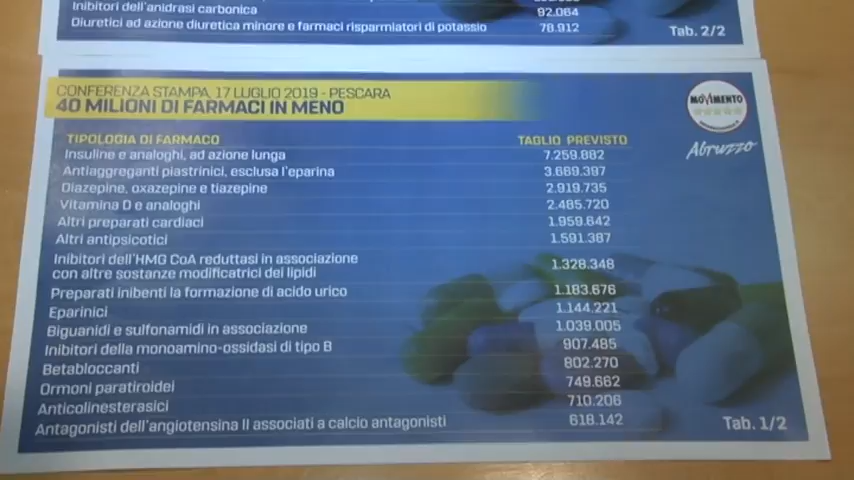 Inibitori dell'anidrasi carbonica 92.064
Diuretici ad azione diuretica minore e farmaci risparmiatori di potassio 78.912
Tab. 2/2
CONFERENZA STAMPA, 17 LUGLIO 2019 - PESCARA
40 MILIONI DI FARMACI IN MENO
MOVIMENTO
Abruzzo
TIPOLOGIA DI FARMACO TAGLIO PREVISTO
Insuline e analoghi, ad azione lunga 7.259.882
Antiaggreganti piastrinici, esclusa l'eparina 3.689.397
Diazepine, oxazepine e tiazepine 2.919.735
Vitamina D e analoghi 2.485.720
Altri preparati cardiaci 1.959.642
Altri antipsicotici 1.591.387
Inibitori dell'HMG CoA reduttasi in associazione
con altre sostanze modificatrici dei lipidi 1.328.348
Preparati inibenti la formazione di acido urico 1.183.676
Eparinici 1.144.221
Biguanidi e sulfonamidi in associazione 1.039.005
Inibitori della monoamino-ossidasi di tipo B 907.485
Betabloccanti 802.270
Ormoni paratiroidei 749.662
Anticolinesterasici 710.206
Antagonisti dell'angiotensina II associati a calcio antagonisti 618.142
Tab. 1/2